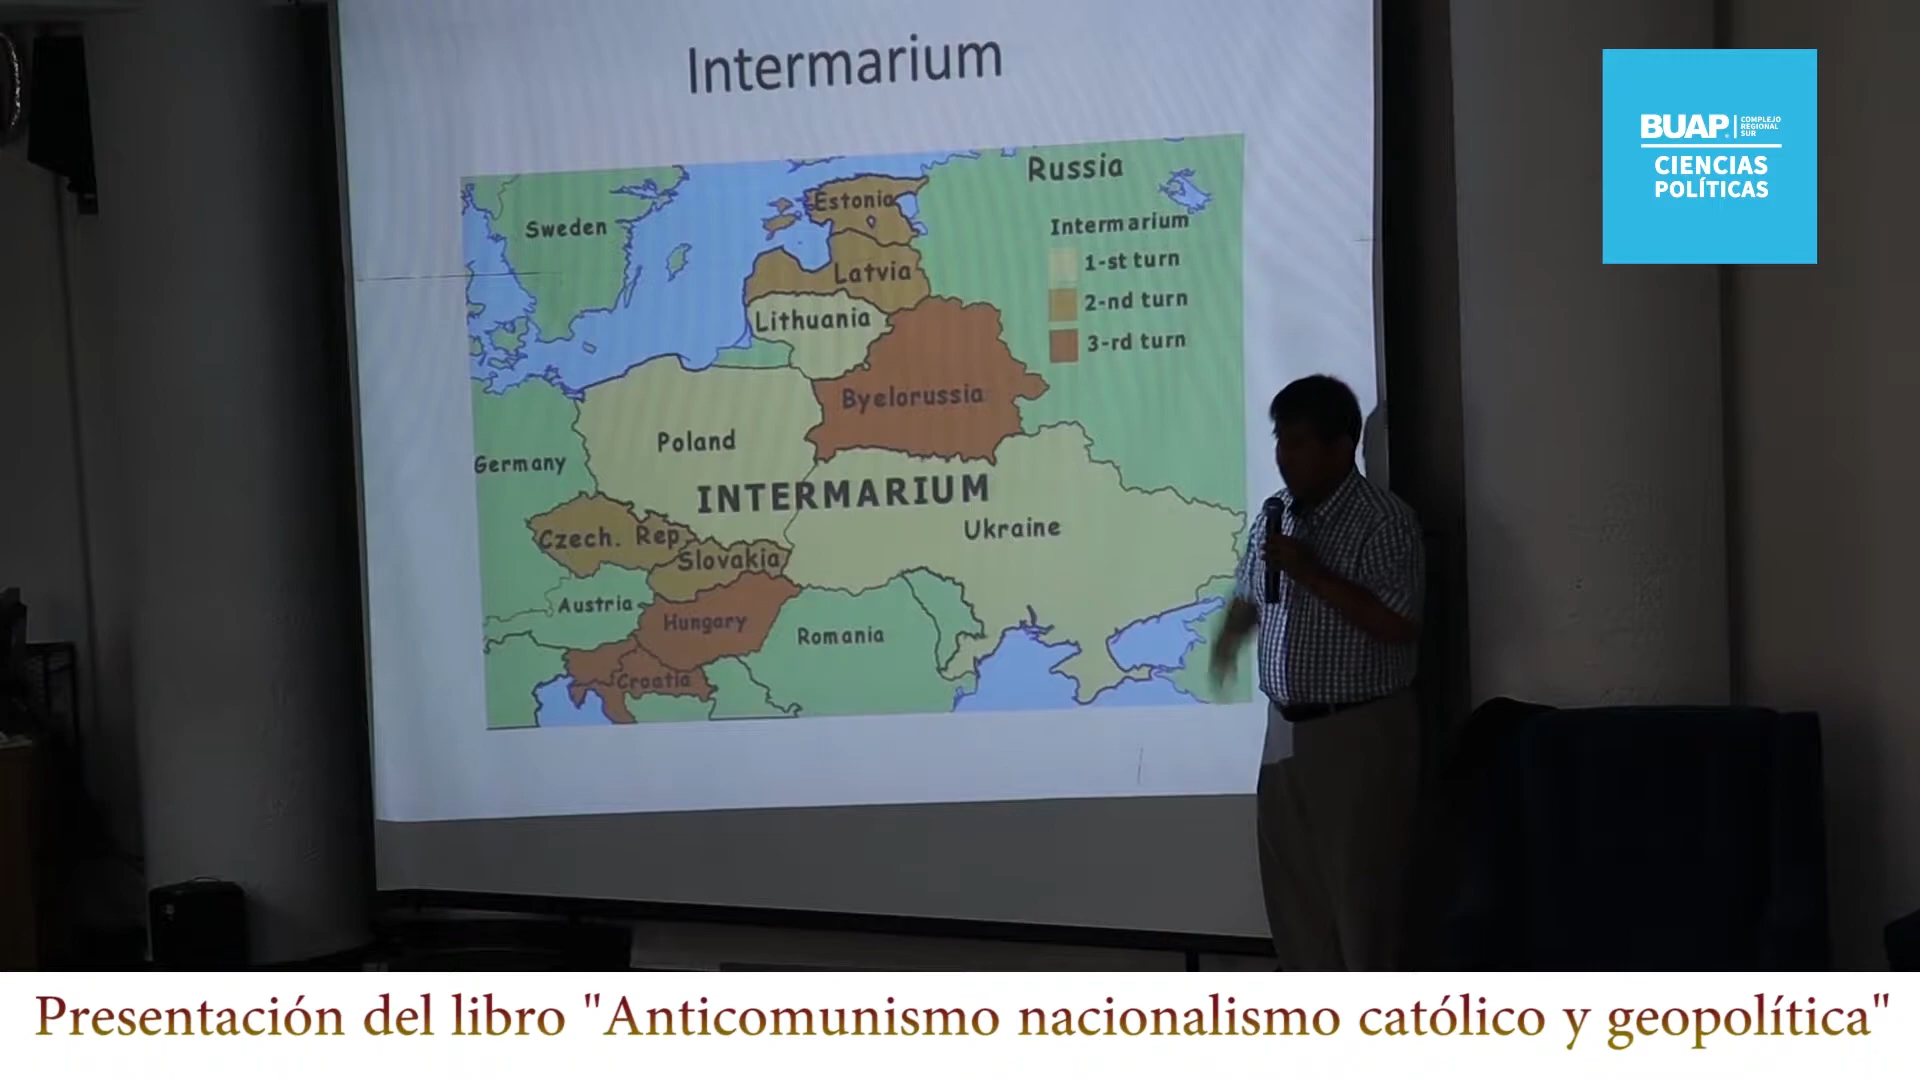 Intermarium
BUAP
COMPLEJO
REGIONAL
SUR
CIENCIAS
POLÍTICAS
Russia
Sweden
Estonia
Intermarium
1-st turn
2-nd turn
3-rd turn
Latvia
Lithuania
Byelorussia
Poland
Germany
INTERMARIUM
Ukraine
Czech. Rep
Slovakia
Austria
Hungary
Romania
Croatia
Presentación del libro "Anticomunismo nacionalismo católico y geopolítica"